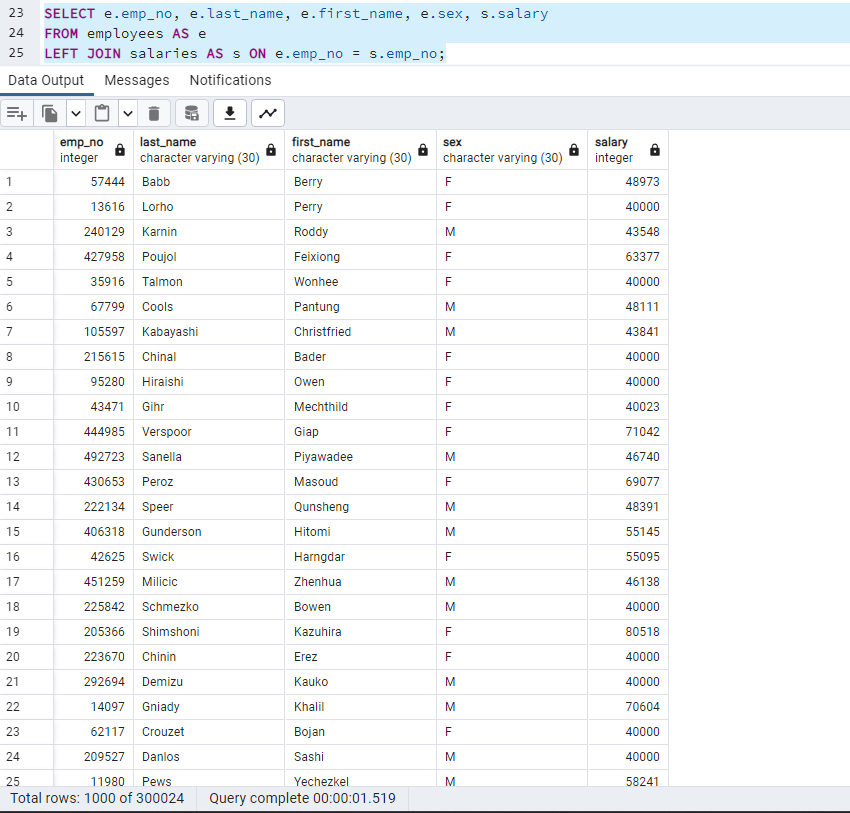 23 SELECT e.emp_no, e.last_name, e.first_name, e.sex, s.salary
24 FROM employees AS e
25 LEFT JOIN salaries AS s ON e.emp_no = s.emp_no;
Data Output Messages Notifications
emp_no last_name first_name sex salary
integer character varying (30) character varying (30) character varying (30) integer
1 57444 Babb Berry F 48973
2 13616 Lorho Perry F 40000
3 240129 Karnin Roddy M 43548
4 427958 Poujol Feixiong F 63377
5 35916 Talmon Wonhee F 40000
6 67799 Cools Pantung M 48111
7 105597 Kabayashi Christfried M 43841
8 215615 Chinal Bader F 40000
9 95280 Hiraishi Owen F 40000
10 43471 Gihr Mechthild F 40023
11 444985 Verspoor Giap F 71042
12 492723 Sanella Piyawadee M 46740
13 430653 Peroz Masoud F 69077
14 222134 Speer Qunsheng M 48391
15 406318 Gunderson Hitomi M 55145
16 42625 Swick Harngdar F 55095
17 451259 Milicic Zhenhua M 46138
18 225842 Schmezko Bowen M 40000
19 205366 Shimshoni Kazuhira F 80518
20 223670 Chinin Erez F 40000
21 292694 Demizu Kauko M 40000
22 14097 Gniady Khalil M 70604
23 62117 Crouzet Bojan F 40000
24 209527 Danlos Sashi M 40000
25 11980 Pews Yechezkel M 58241
Total rows: 1000 of 300024 Query complete 00:00:01.519